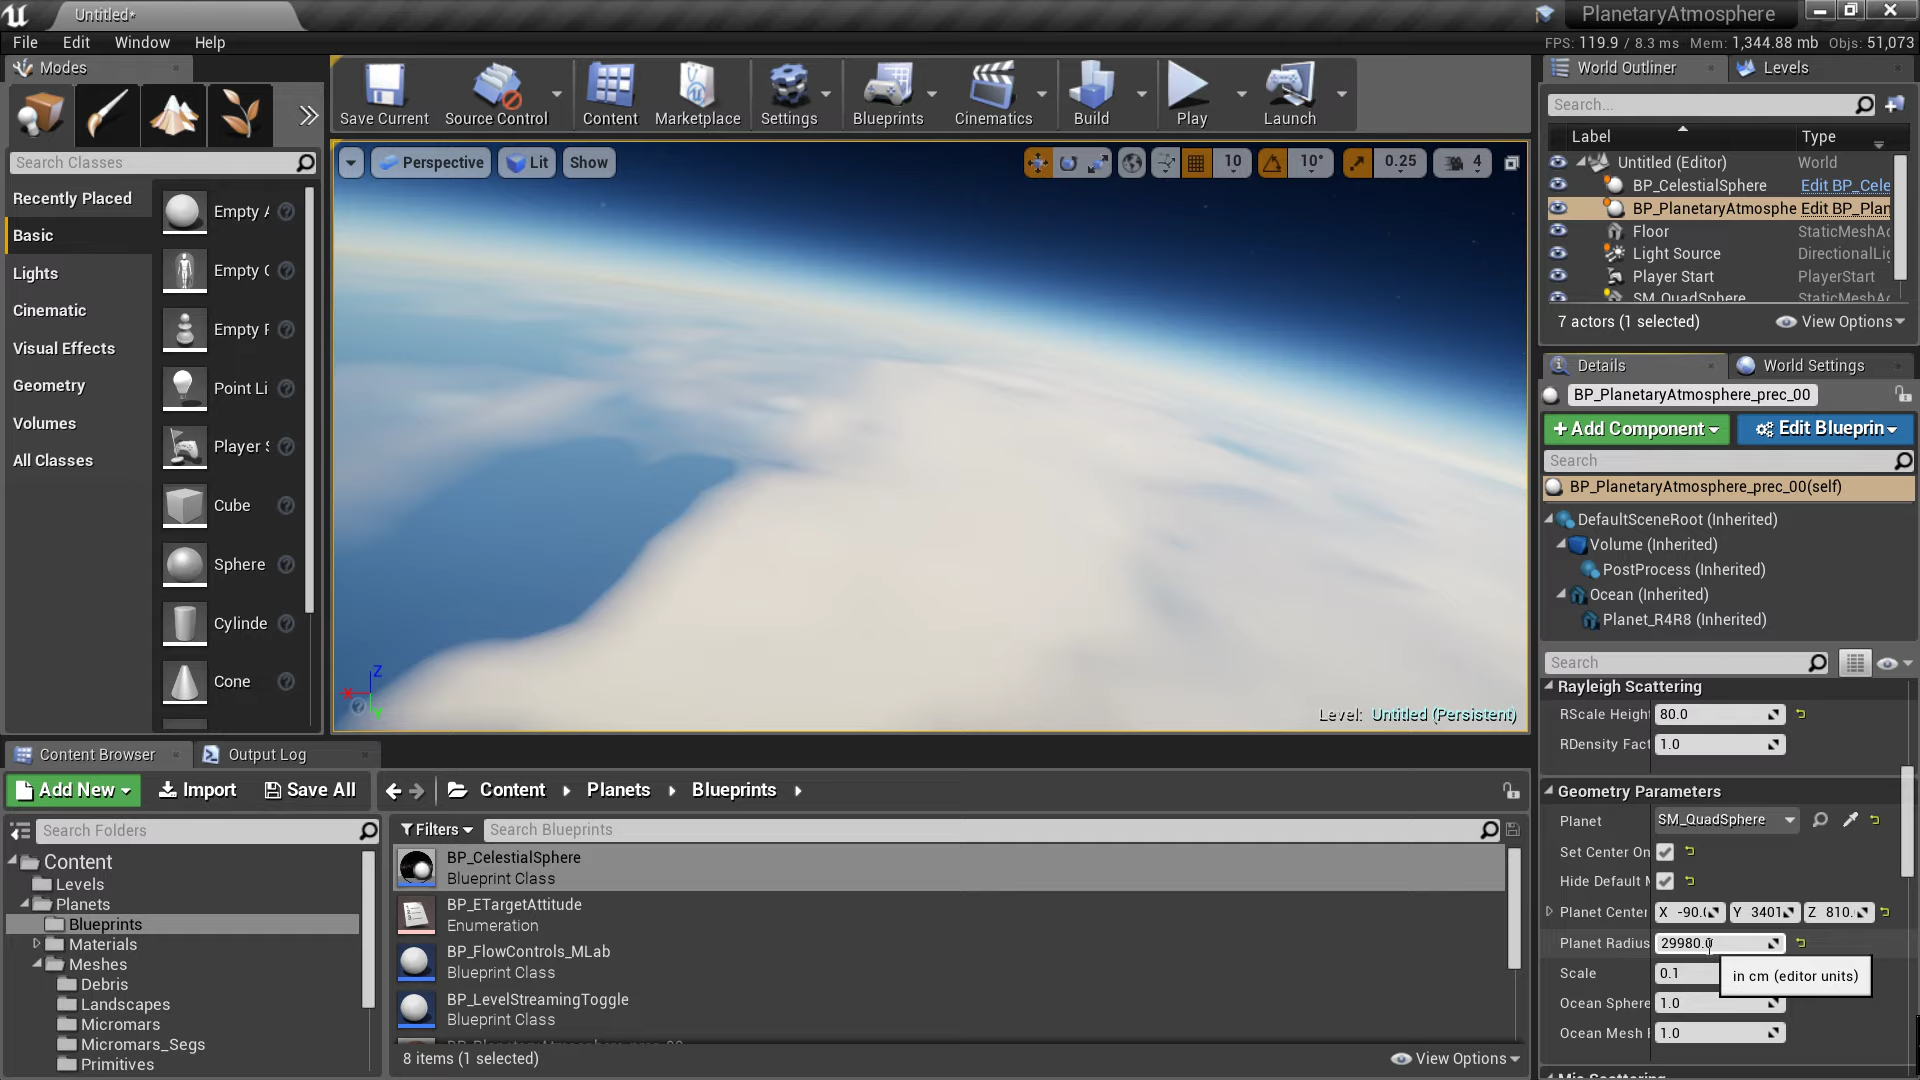 Untitled*
PlanetaryAtmosphere
File Edit Window Help
FPS: 119.9 / 8.3 ms Mem: 1,344.88 mb Objs: 51,073
Modes
Search Classes
Recently Placed
Basic
Lights
Cinematic
Visual Effects
Geometry
Volumes
All Classes
Empty A
Empty C
Empty P
Point Li
Player S
Cube
Sphere
Cylinde
Cone
Save Current
Source Control
Content
Marketplace
Settings
Blueprints
Cinematics
Build
Play
Launch
Perspective Lit Show
10 10° 0.25 4
Z
X
Y
Level: Untitled (Persistent)
World Outliner Levels
Search...
Label Type
Untitled (Editor) World
BP_CelestialSphere Edit BP_Cele
BP_PlanetaryAtmosphe Edit BP_Plan
Floor StaticMeshAc
Light Source DirectionalLig
Player Start PlayerStart
SM_QuadSphere StaticMeshAc
7 actors (1 selected) View Options
Details World Settings
BP_PlanetaryAtmosphere_prec_00
+ Add Component Edit Blueprin
Search
BP_PlanetaryAtmosphere_prec_00(self)
DefaultSceneRoot (Inherited)
Volume (Inherited)
PostProcess (Inherited)
Ocean (Inherited)
Planet_R4R8 (Inherited)
Search
Rayleigh Scattering
RScale Heigh 80.0
RDensity Fact 1.0
Geometry Parameters
Planet SM_QuadSphere
Set Center On
Hide Default M
Planet Center X -90.0 Y 3401 Z 810.
Planet Radius 29980.0
Scale 0.1
in cm (editor units)
Ocean Sphere 1.0
Ocean Mesh 1.0
Content Browser Output Log
Add New Import Save All
Content Planets Blueprints
Search Folders
Content
Levels
Planets
Blueprints
Materials
Meshes
Debris
Landscapes
Micromars
Micromars_Segs
Primitives
Filters Search Blueprints
BP_CelestialSphere
Blueprint Class
BP_ETargetAttitude
Enumeration
BP_FlowControls_MLab
Blueprint Class
BP_LevelStreamingToggle
Blueprint Class
BP_PlanetaryAtmosphere_prec_00
8 items (1 selected) View Options